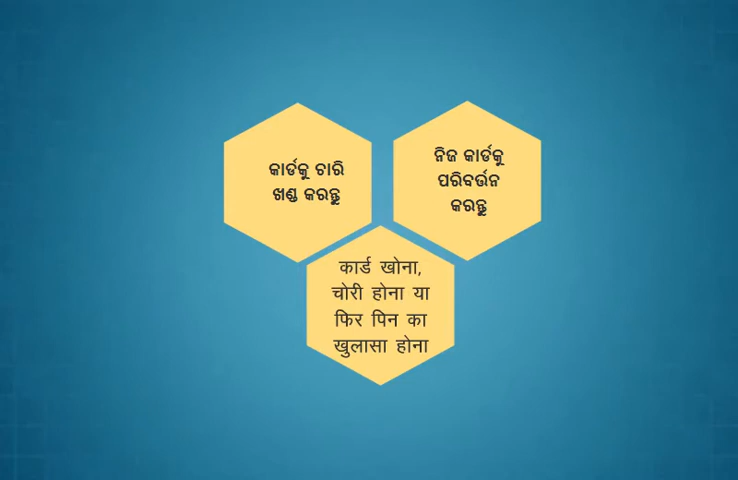 କାର୍ଡକୁ ଚାରି
ଖଣ୍ଡ କରନ୍ତୁ
ନିଜ କାର୍ଡକୁ
ପରିବର୍ତ୍ତନ
କରନ୍ତୁ
कार्ड खोना,
चोरी होना या
फिर पिन का
खुलासा होना